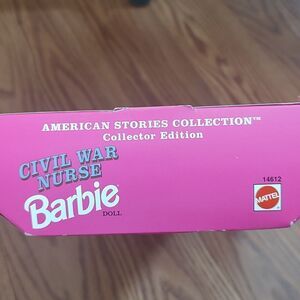 AMERICAN STORIES COLLECTION™
Collector Edition
CIVIL WAR
NURSE
Barbie
DOLL
14612
MATTEL